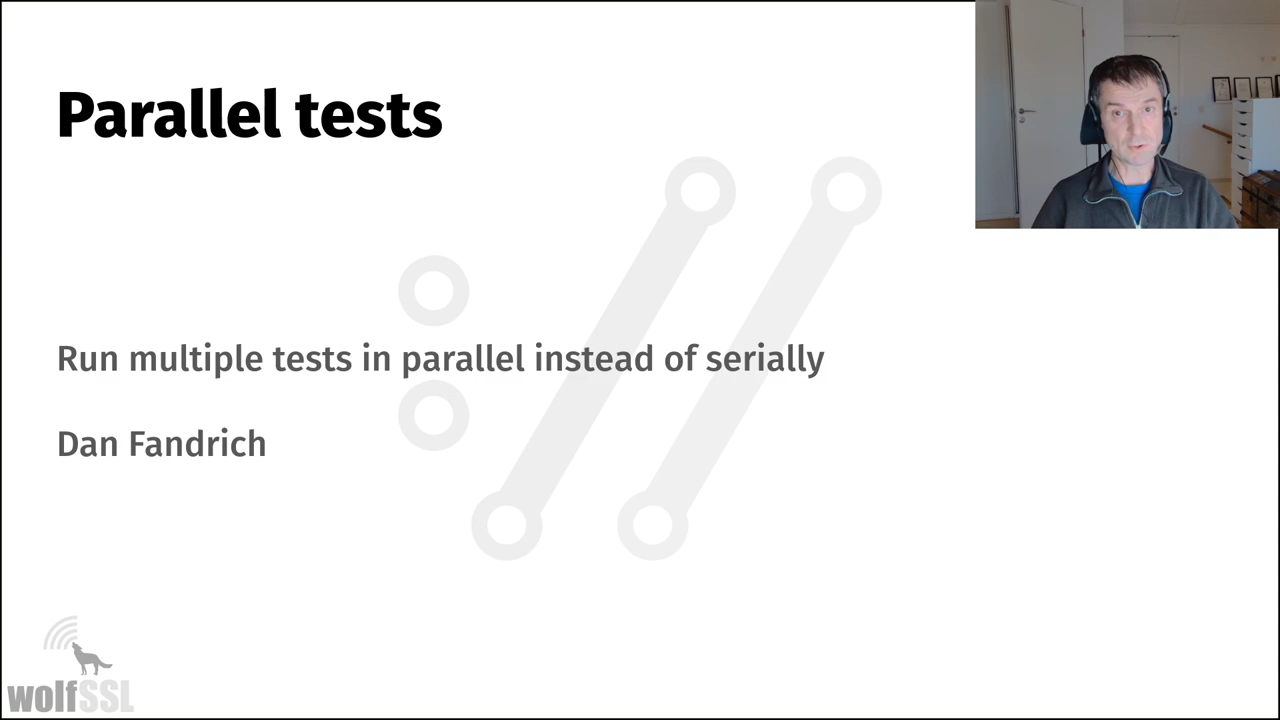 Parallel tests
Run multiple tests in parallel instead of serially
Dan Fandrich
wolfSSL